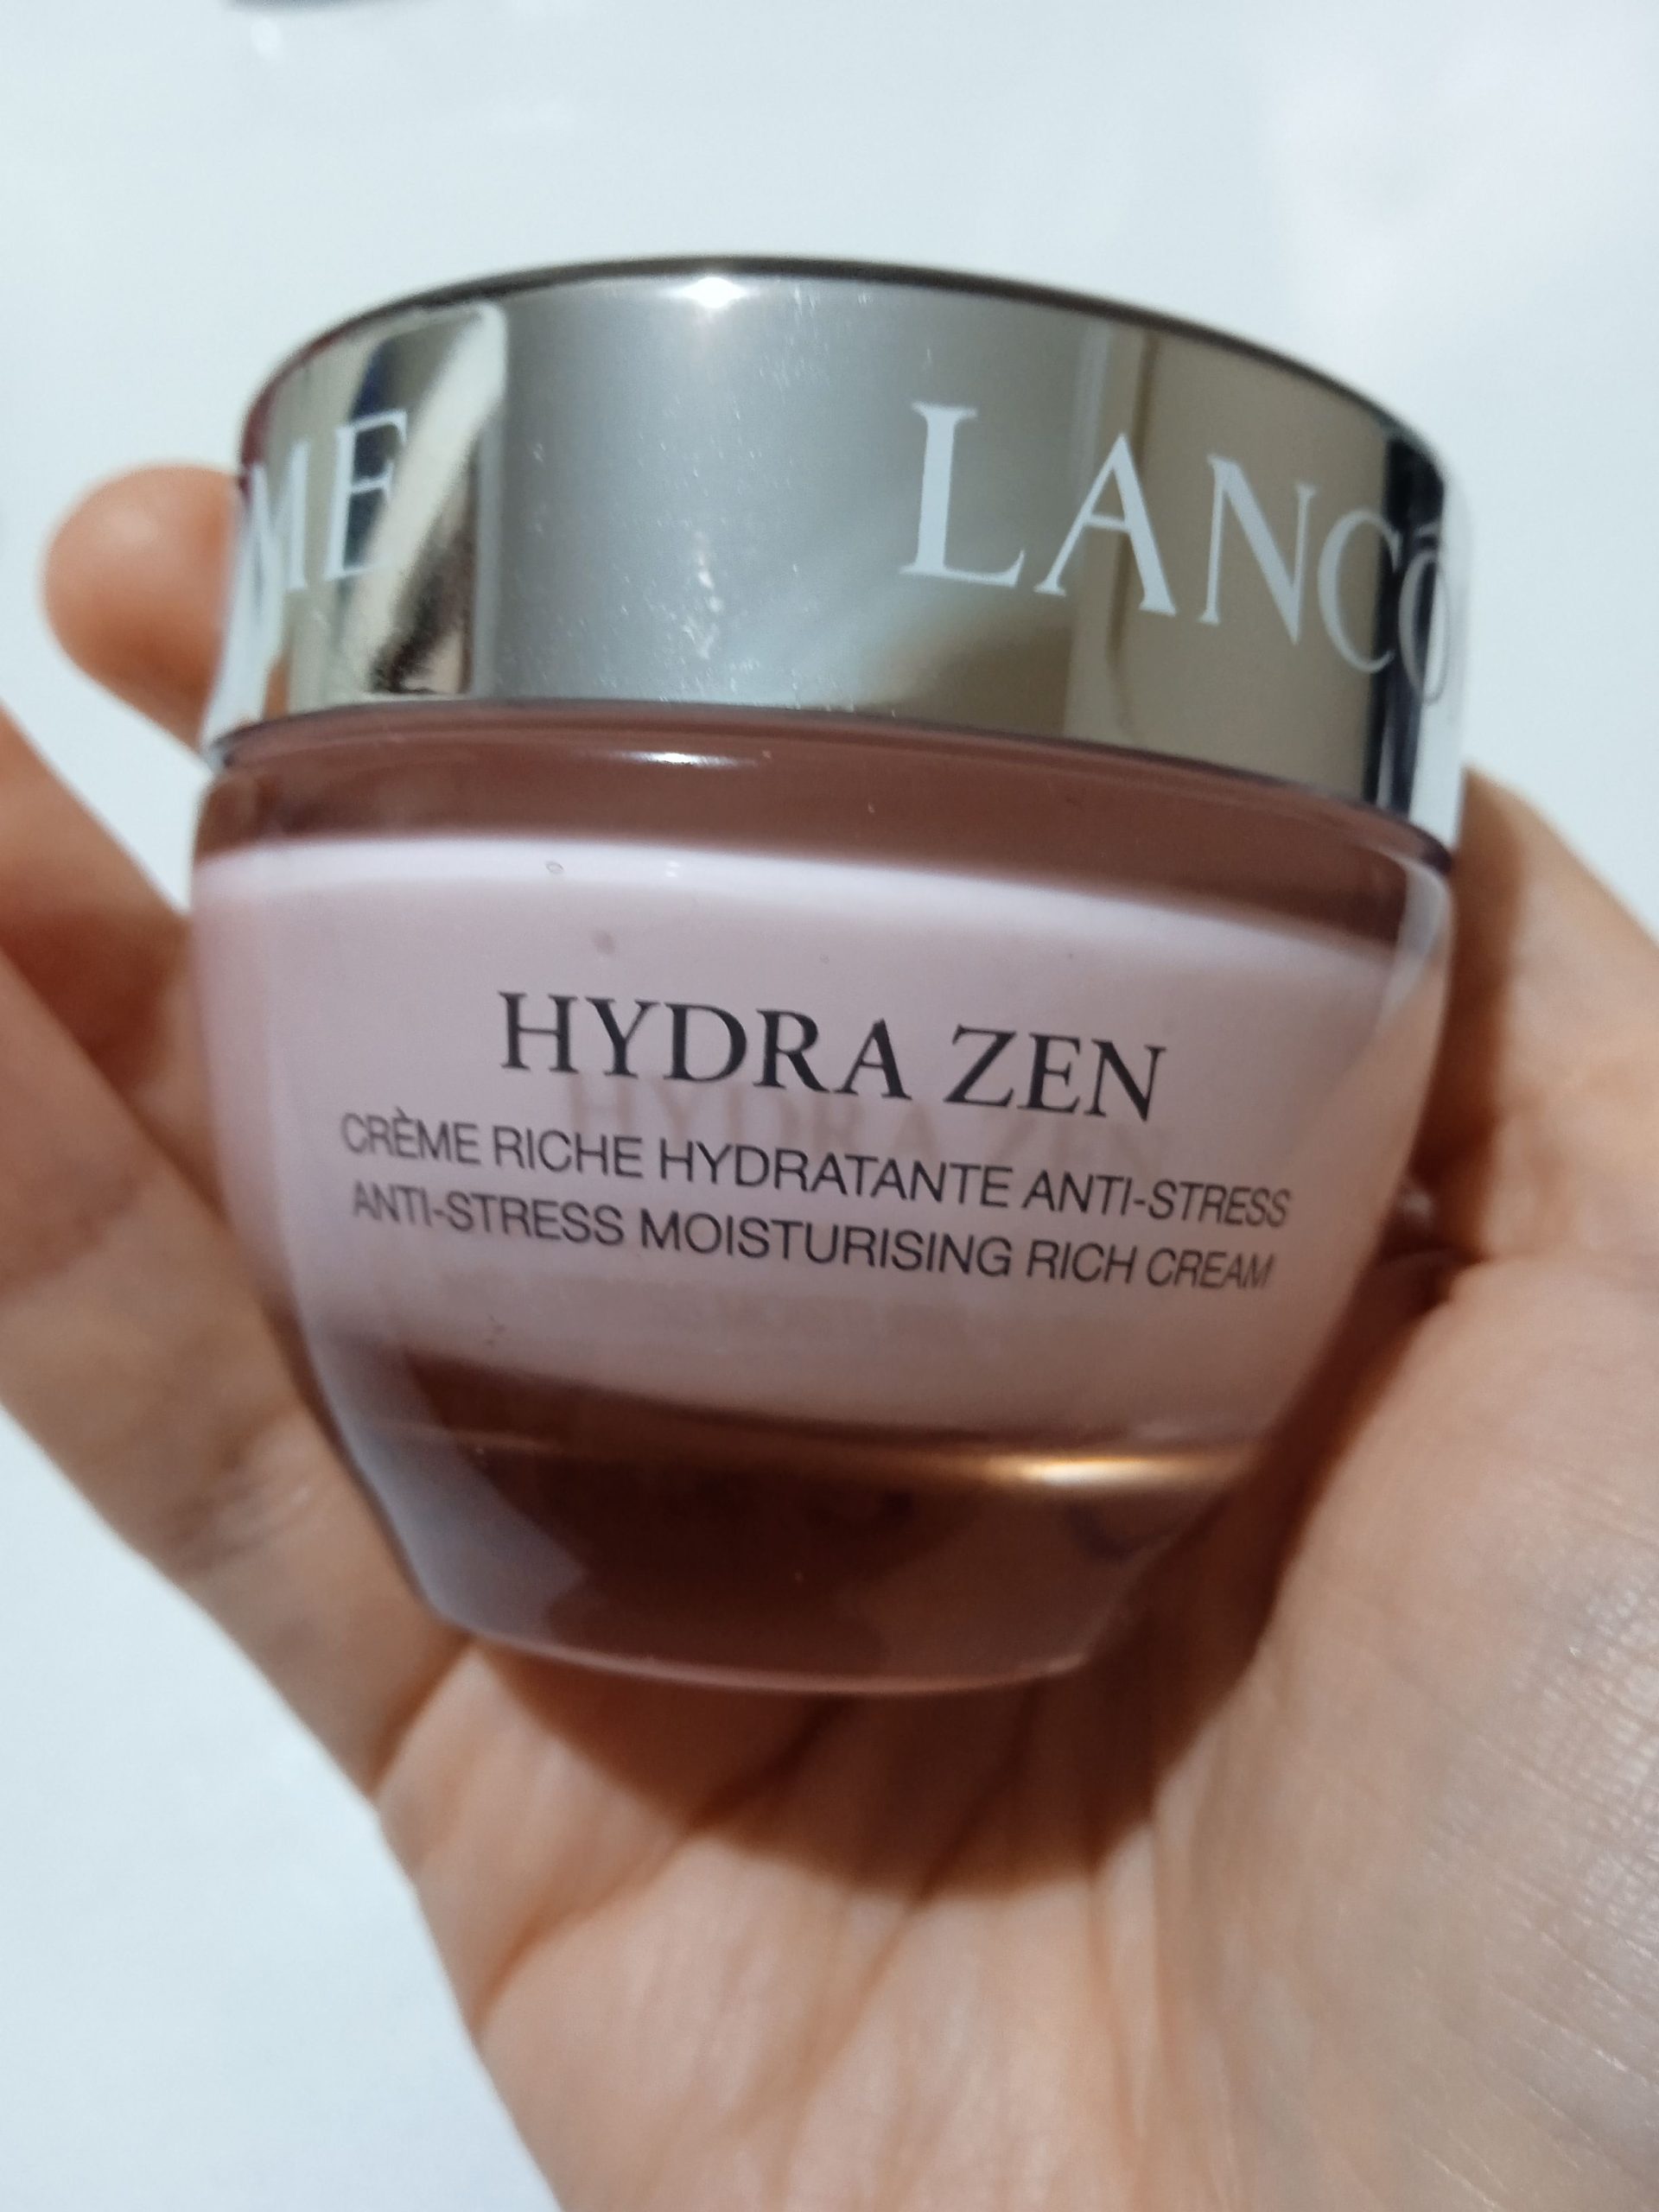 ME LANCÔ
HYDRA ZEN
CRÈME RICHE HYDRATANTE ANTI-STRESS
ANTI-STRESS MOISTURISING RICH CREAM